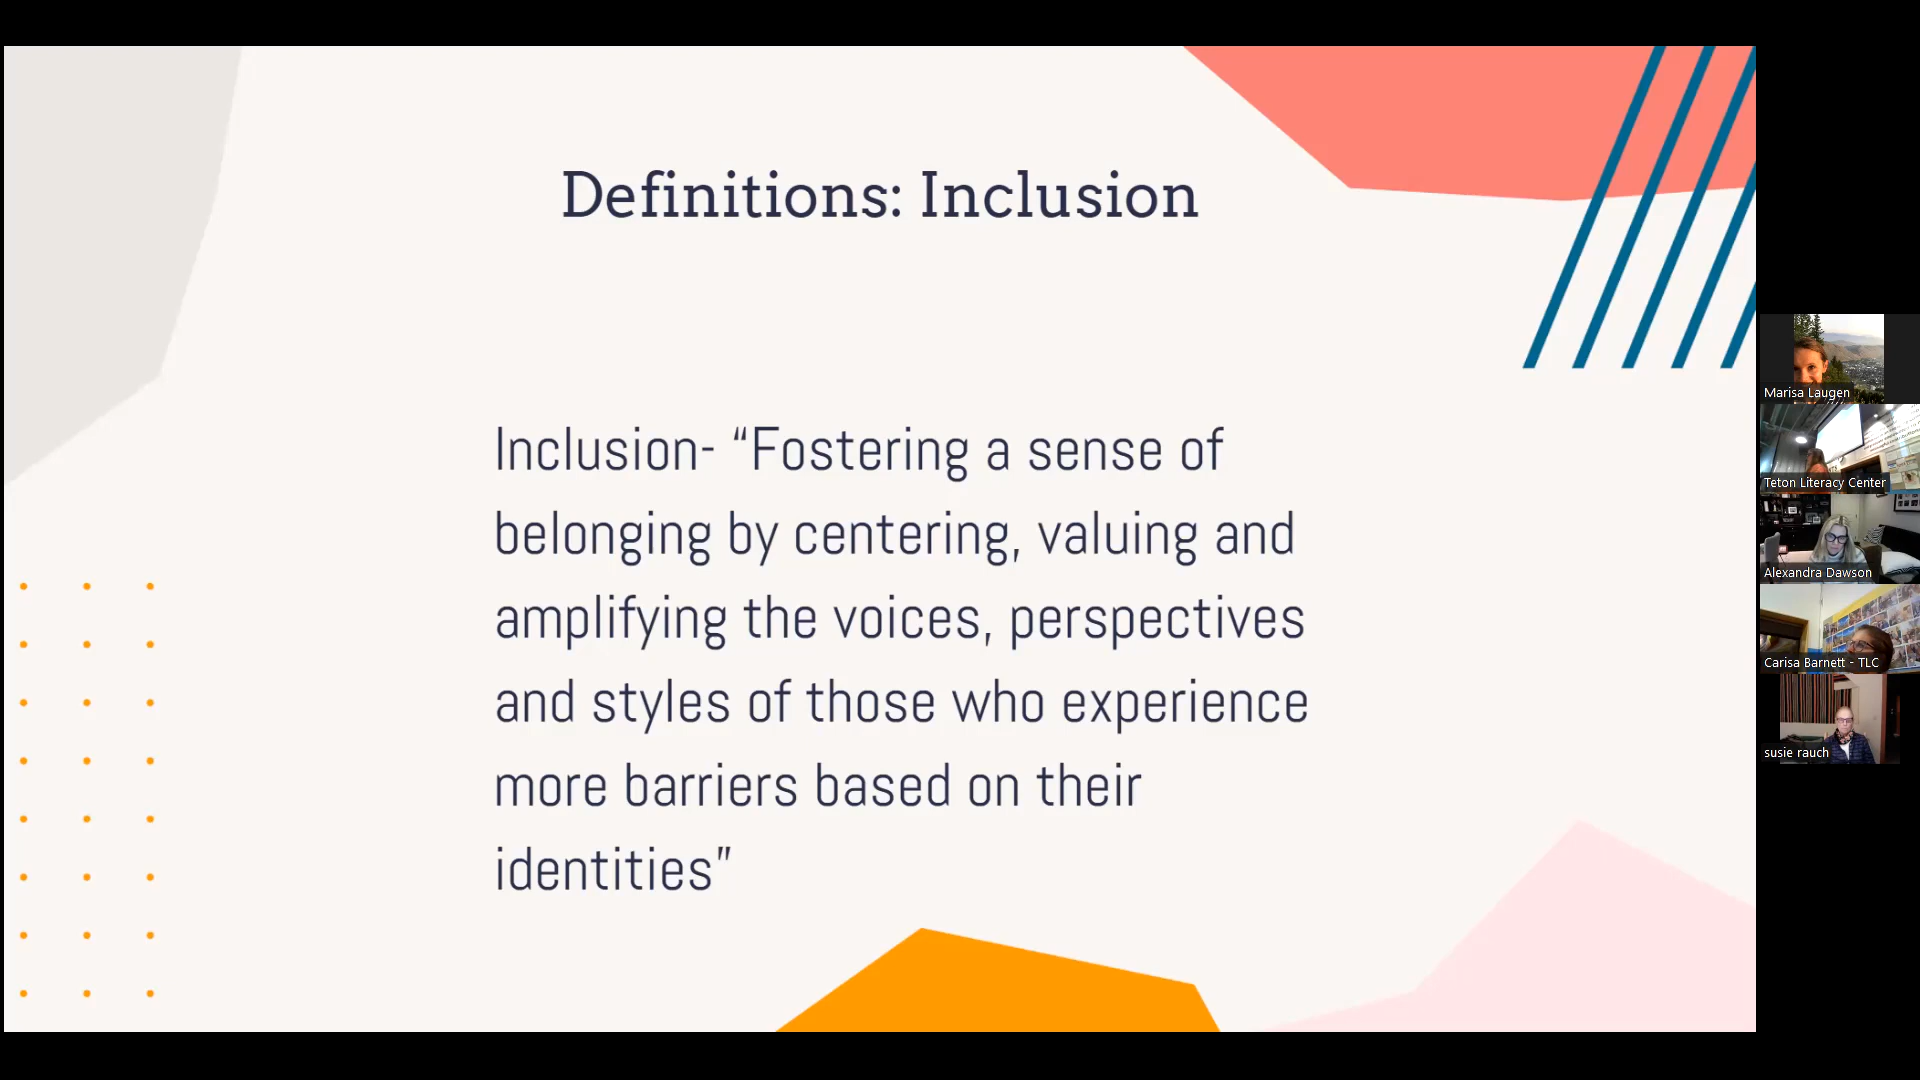 Definitions: Inclusion
Inclusion- “Fostering a sense of
belonging by centering, valuing and
amplifying the voices, perspectives
and styles of those who experience
more barriers based on their
identities”
Marisa Laugen
Teton Literacy Center
Alexandra Dawson
Carisa Barnett - TLC
susie rauch